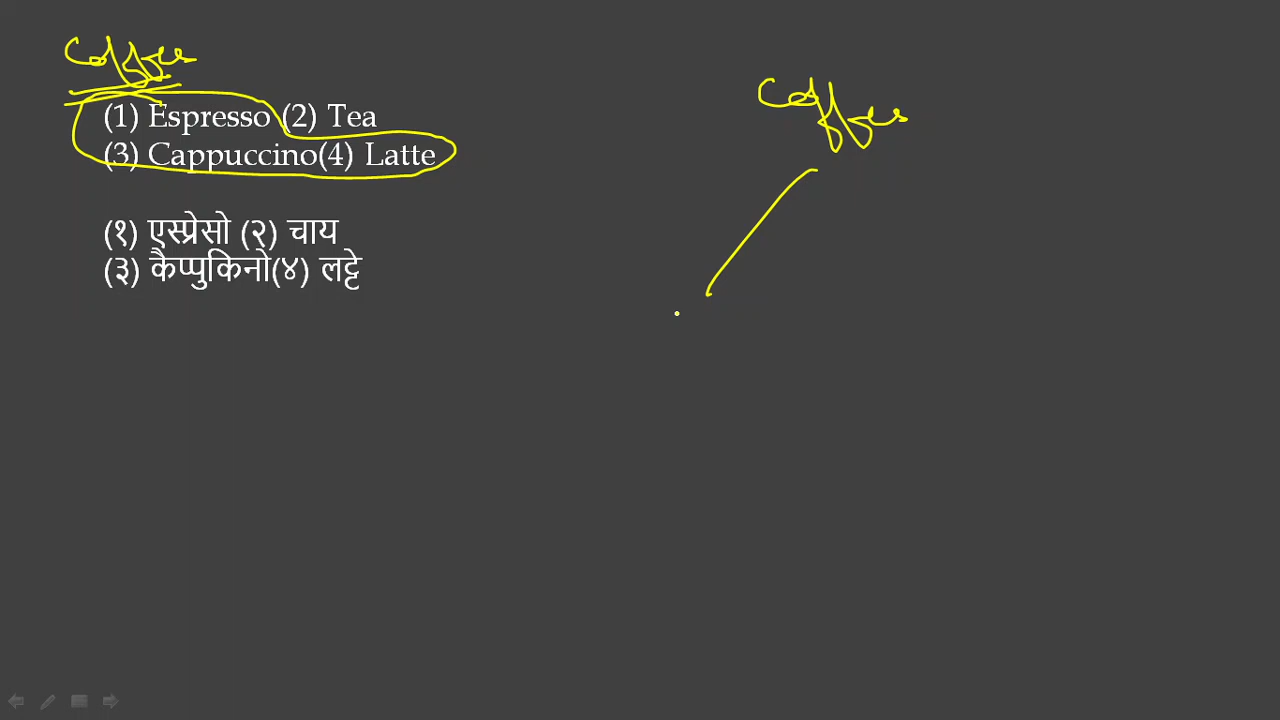 Coffee
(1) Espresso (2) Tea
(3) Cappuccino(4) Latte
(१) एस्प्रेसो (२) चाय
(३) कैप्पुकिनो(४) लट्टे
Coffee